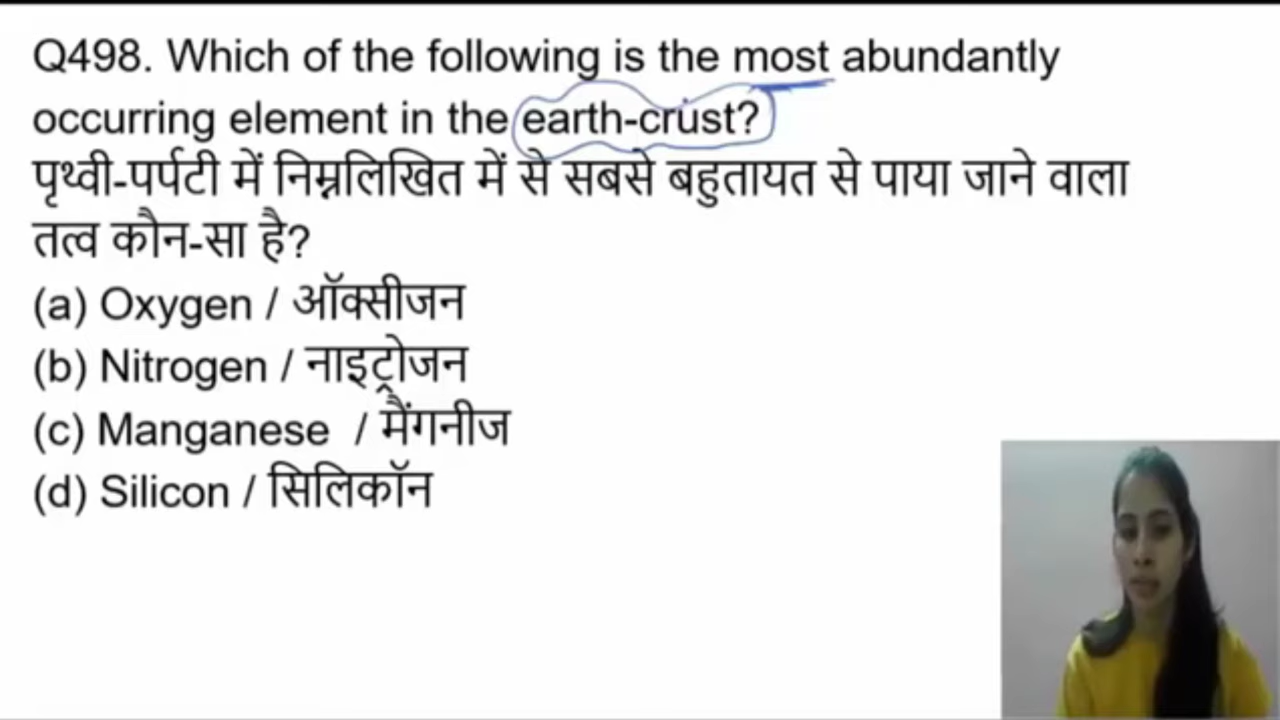 Q498. Which of the following is the most abundantly
occurring element in the earth-crust?
पृथ्वी-पर्पटी में निम्नलिखित में से सबसे बहुतायत से पाया जाने वाला
तत्व कौन-सा है?
(a) Oxygen / ऑक्सीजन
(b) Nitrogen / नाइट्रोजन
(c) Manganese / मैंगनीज
(d) Silicon / सिलिकॉन